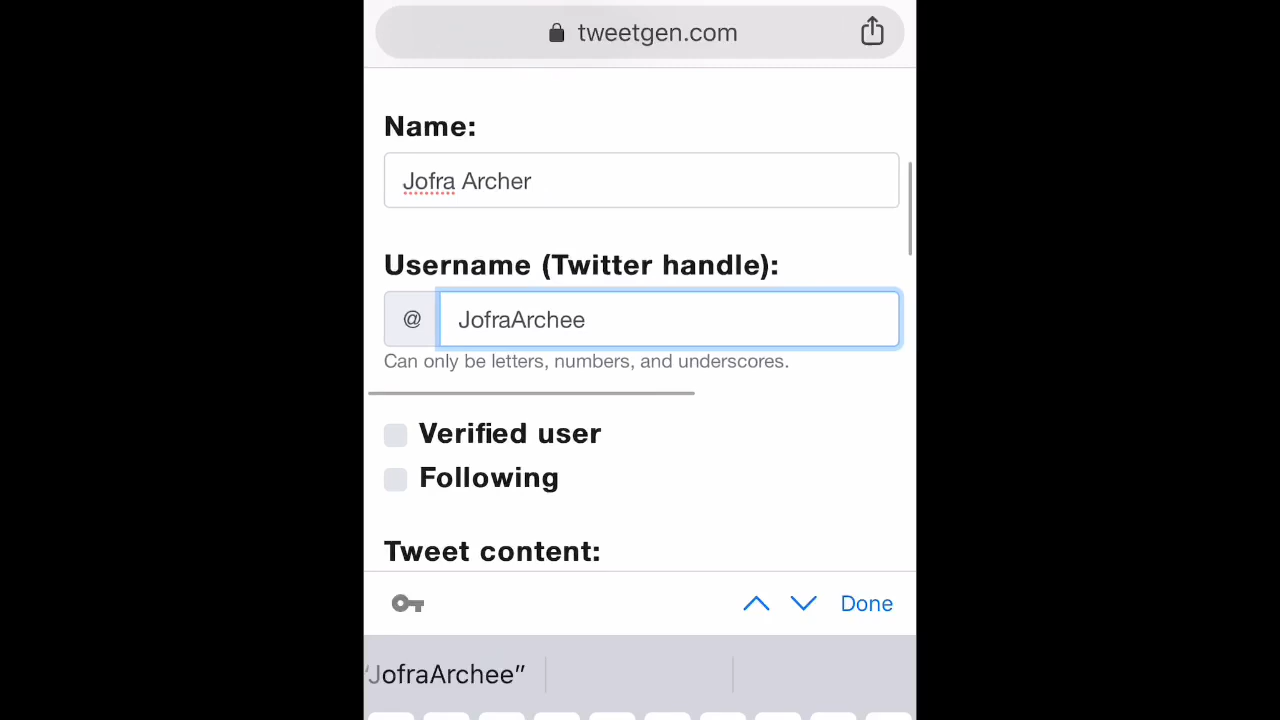 tweetgen.com
Name:
Jofra Archer
Username (Twitter handle):
@ JofraArchee
Can only be letters, numbers, and underscores.
Verified user
Following
Tweet content:
Done
“JofraArchee”